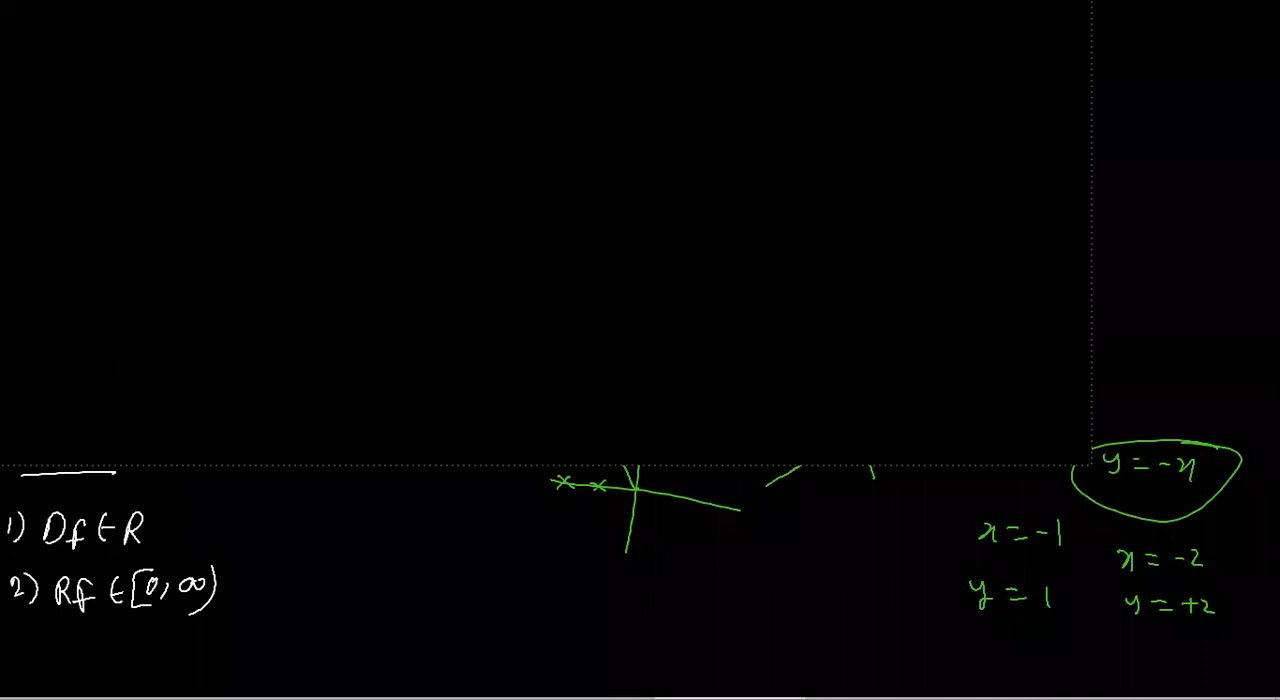 y = -x
1) Df ∈ R
x = -1
x = -2
2) Rf ∈ [0, ∞)
y = 1
y = +2